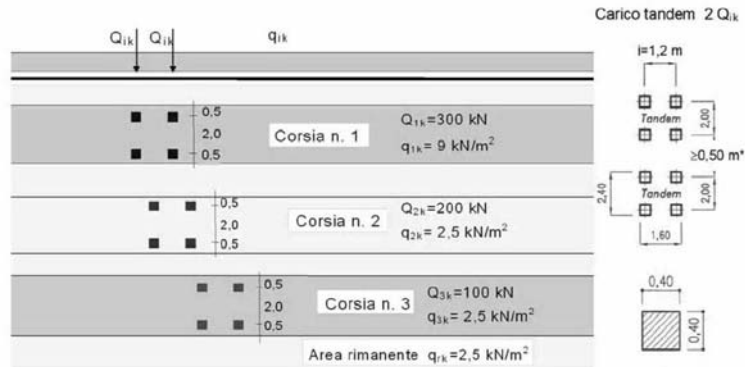 Carico tandem 2 Qik
Qik Qik qik
i=1,2 m
0,5
2,0
0,5
Corsia n. 1
Q1k=300 kN
q1k= 9 kN/m²
Tandem
2,00
≥0,50 m*
0,5
2,0
0,5
Corsia n. 2
Q2k=200 kN
q2k= 2,5 kN/m²
2,40
Tandem
2,00
1,60
0,5
2,0
0,5
Corsia n. 3
Q3k=100 kN
q3k= 2,5 kN/m²
0,40
0,40
Area rimanente qrk=2,5 kN/m²